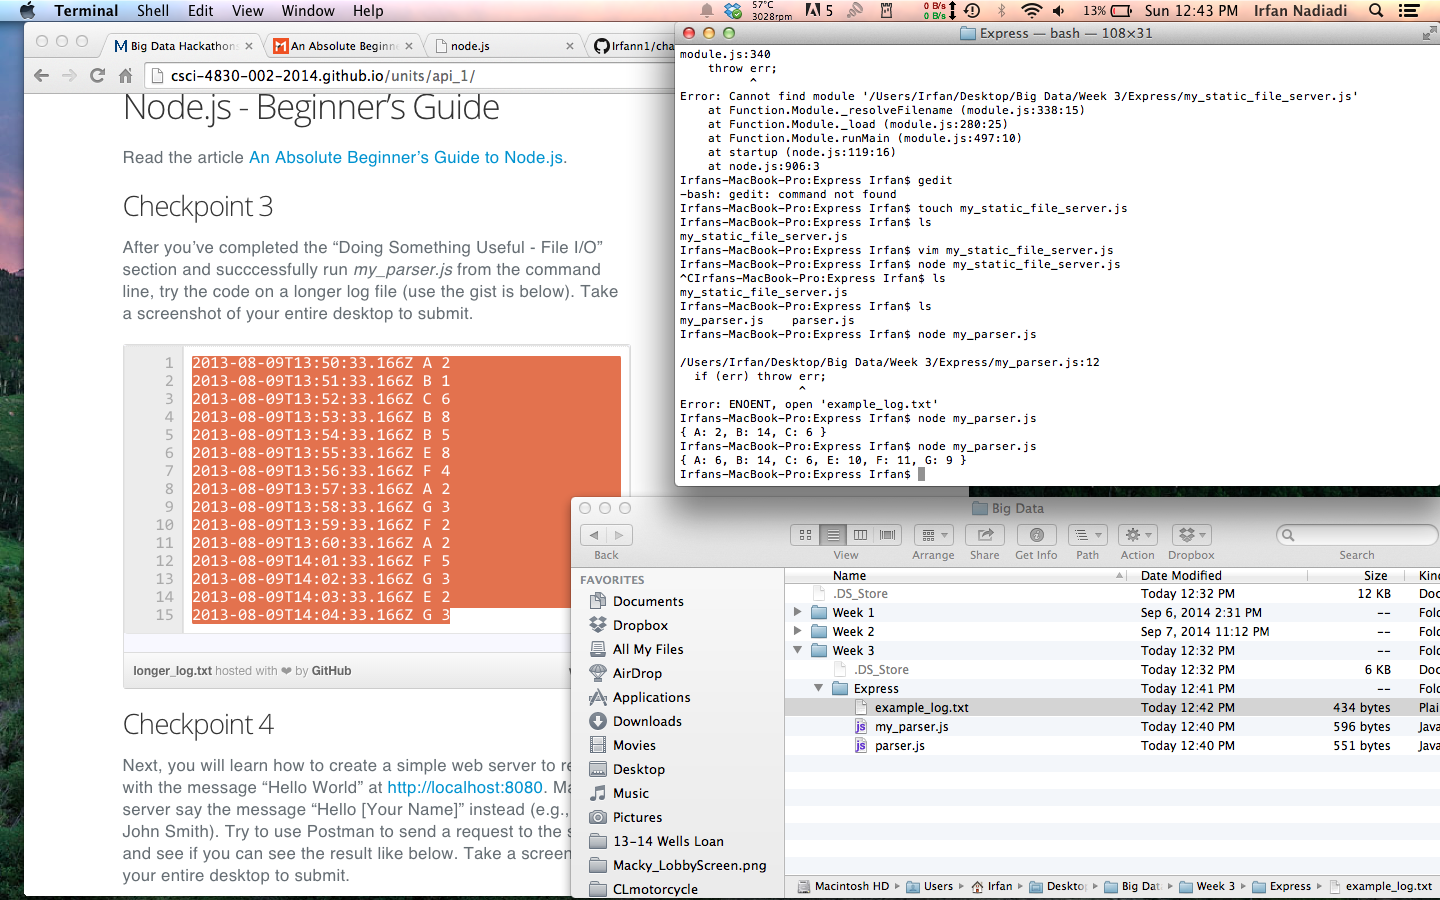 Terminal Shell Edit View Window Help
57°C
3028rpm
5
0 B/s
0 B/s
13%
Sun 12:43 PM
Irfan Nadiadi
Big Data Hackathon
An Absolute Beginne
node.js
Irfann1/cha
csci-4830-002-2014.github.io/units/api_1/
Node.js - Beginner’s Guide
Read the article An Absolute Beginner’s Guide to Node.js.
Checkpoint 3
After you’ve completed the “Doing Something Useful - File I/O”
section and succcessfully run my_parser.js from the command
line, try the code on a longer log file (use the gist is below). Take
a screenshot of your entire desktop to submit.
1 2013-08-09T13:50:33.166Z A 2
2 2013-08-09T13:51:33.166Z B 1
3 2013-08-09T13:52:33.166Z C 6
4 2013-08-09T13:53:33.166Z B 8
5 2013-08-09T13:54:33.166Z B 5
6 2013-08-09T13:55:33.166Z E 8
7 2013-08-09T13:56:33.166Z F 4
8 2013-08-09T13:57:33.166Z A 2
9 2013-08-09T13:58:33.166Z G 3
10 2013-08-09T13:59:33.166Z F 2
11 2013-08-09T13:60:33.166Z A 2
12 2013-08-09T14:01:33.166Z F 5
13 2013-08-09T14:02:33.166Z G 3
14 2013-08-09T14:03:33.166Z E 2
15 2013-08-09T14:04:33.166Z G 3
longer_log.txt hosted with ❤ by GitHub
Checkpoint 4
Next, you will learn how to create a simple web server to re
with the message “Hello World” at http://localhost:8080. Ma
server say the message “Hello [Your Name]” instead (e.g.,
John Smith). Try to use Postman to send a request to the s
and see if you can see the result like below. Take a screen
your entire desktop to submit.
Express — bash — 108×31
module.js:340
    throw err;
          ^
Error: Cannot find module '/Users/Irfan/Desktop/Big Data/Week 3/Express/my_static_file_server.js'
    at Function.Module._resolveFilename (module.js:338:15)
    at Function.Module._load (module.js:280:25)
    at Function.Module.runMain (module.js:497:10)
    at startup (node.js:119:16)
    at node.js:906:3
Irfans-MacBook-Pro:Express Irfan$ gedit
-bash: gedit: command not found
Irfans-MacBook-Pro:Express Irfan$ touch my_static_file_server.js
Irfans-MacBook-Pro:Express Irfan$ ls
my_static_file_server.js
Irfans-MacBook-Pro:Express Irfan$ vim my_static_file_server.js
Irfans-MacBook-Pro:Express Irfan$ node my_static_file_server.js
^CIrfans-MacBook-Pro:Express Irfan$ ls
my_static_file_server.js
Irfans-MacBook-Pro:Express Irfan$ ls
my_parser.js    parser.js
Irfans-MacBook-Pro:Express Irfan$ node my_parser.js
/Users/Irfan/Desktop/Big Data/Week 3/Express/my_parser.js:12
  if (err) throw err;
                 ^
Error: ENOENT, open 'example_log.txt'
Irfans-MacBook-Pro:Express Irfan$ node my_parser.js
{ A: 2, B: 14, C: 6 }
Irfans-MacBook-Pro:Express Irfan$ node my_parser.js
{ A: 6, B: 14, C: 6, E: 10, F: 11, G: 9 }
Irfans-MacBook-Pro:Express Irfan$
Big Data
Back View Arrange Share Get Info Path Action Dropbox Search
FAVORITES
Documents
Dropbox
All My Files
AirDrop
Applications
Downloads
Movies
Desktop
Music
Pictures
13-14 Wells Loan
Macky_LobbyScreen.png
CLmotorcycle
Name Date Modified Size Kin
.DS_Store Today 12:32 PM 12 KB Doc
Week 1 Sep 6, 2014 2:31 PM -- Fold
Week 2 Sep 7, 2014 11:12 PM -- Fold
Week 3 Today 12:32 PM -- Fold
.DS_Store Today 12:32 PM 6 KB Doc
Express Today 12:41 PM -- Fold
example_log.txt Today 12:42 PM 434 bytes Plai
my_parser.js Today 12:40 PM 596 bytes Java
parser.js Today 12:40 PM 551 bytes Java
Macintosh HD Users Irfan Deskto Big Dat Week 3 Express example_log.txt